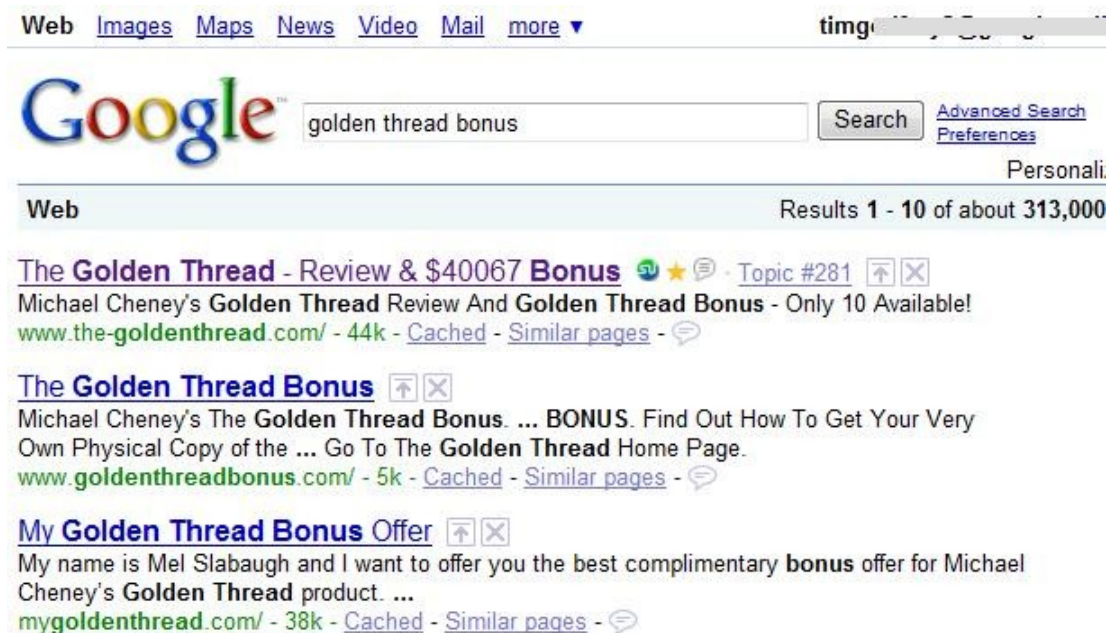 Web Images Maps News Video Mail more ▼
Google™ golden thread bonus Search Advanced Search
Preferences
Web Results 1 - 10 of about 313,000
The Golden Thread - Review & $40067 Bonus · Topic #281
Michael Cheney's Golden Thread Review And Golden Thread Bonus - Only 10 Available!
www.the-goldenthread.com/ - 44k - Cached - Similar pages -
The Golden Thread Bonus
Michael Cheney's The Golden Thread Bonus. ... BONUS. Find Out How To Get Your Very
Own Physical Copy of the ... Go To The Golden Thread Home Page.
www.goldenthreadbonus.com/ - 5k - Cached - Similar pages -
My Golden Thread Bonus Offer
My name is Mel Slabaugh and I want to offer you the best complimentary bonus offer for Michael
Cheney's Golden Thread product. ...
mygoldenthread.com/ - 38k - Cached - Similar pages -